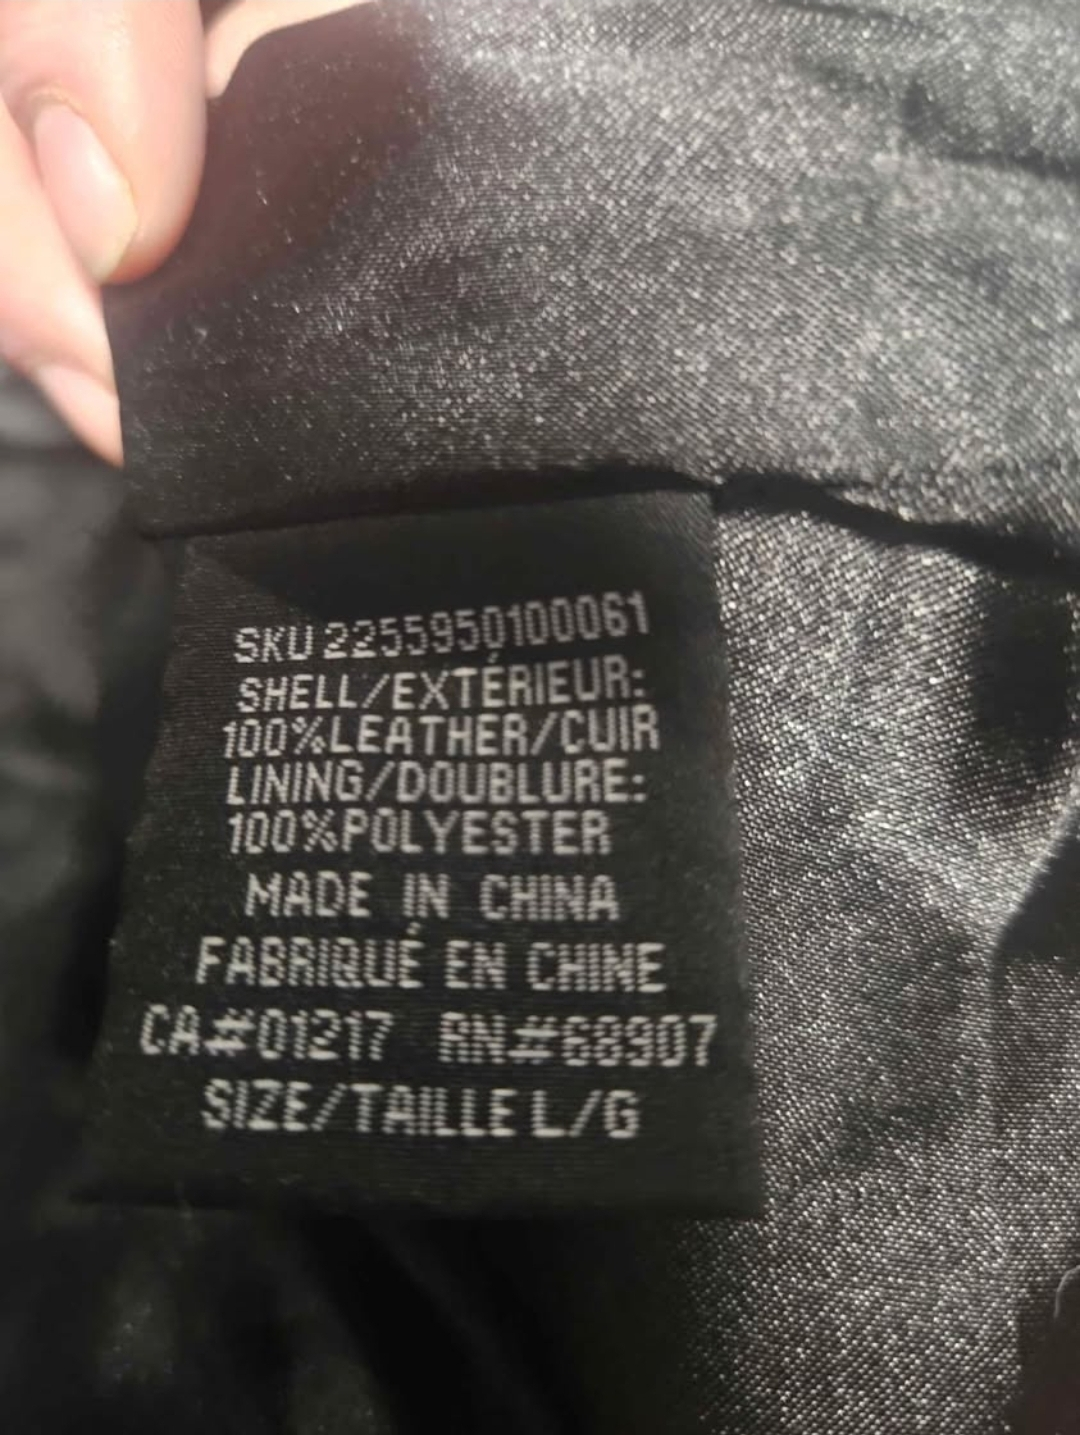 SKU 2255950100061
SHELL/EXTÉRIEUR:
100%LEATHER/CUIR
LINING/DOUBLURE:
100%POLYESTER
MADE IN CHINA
FABRIQUÉ EN CHINE
CA#01217 RN#68907
SIZE/TAILLE L/G